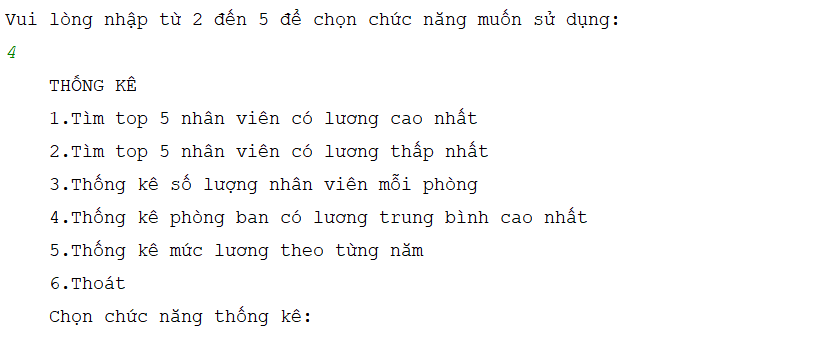 Vui lòng nhập từ 2 đến 5 để chọn chức năng muốn sử dụng:
4
THỐNG KÊ
1.Tìm top 5 nhân viên có lương cao nhất
2.Tìm top 5 nhân viên có lương thấp nhất
3.Thống kê số lượng nhân viên mỗi phòng
4.Thống kê phòng ban có lương trung bình cao nhất
5.Thống kê mức lương theo từng năm
6.Thoát
Chọn chức năng thống kê: